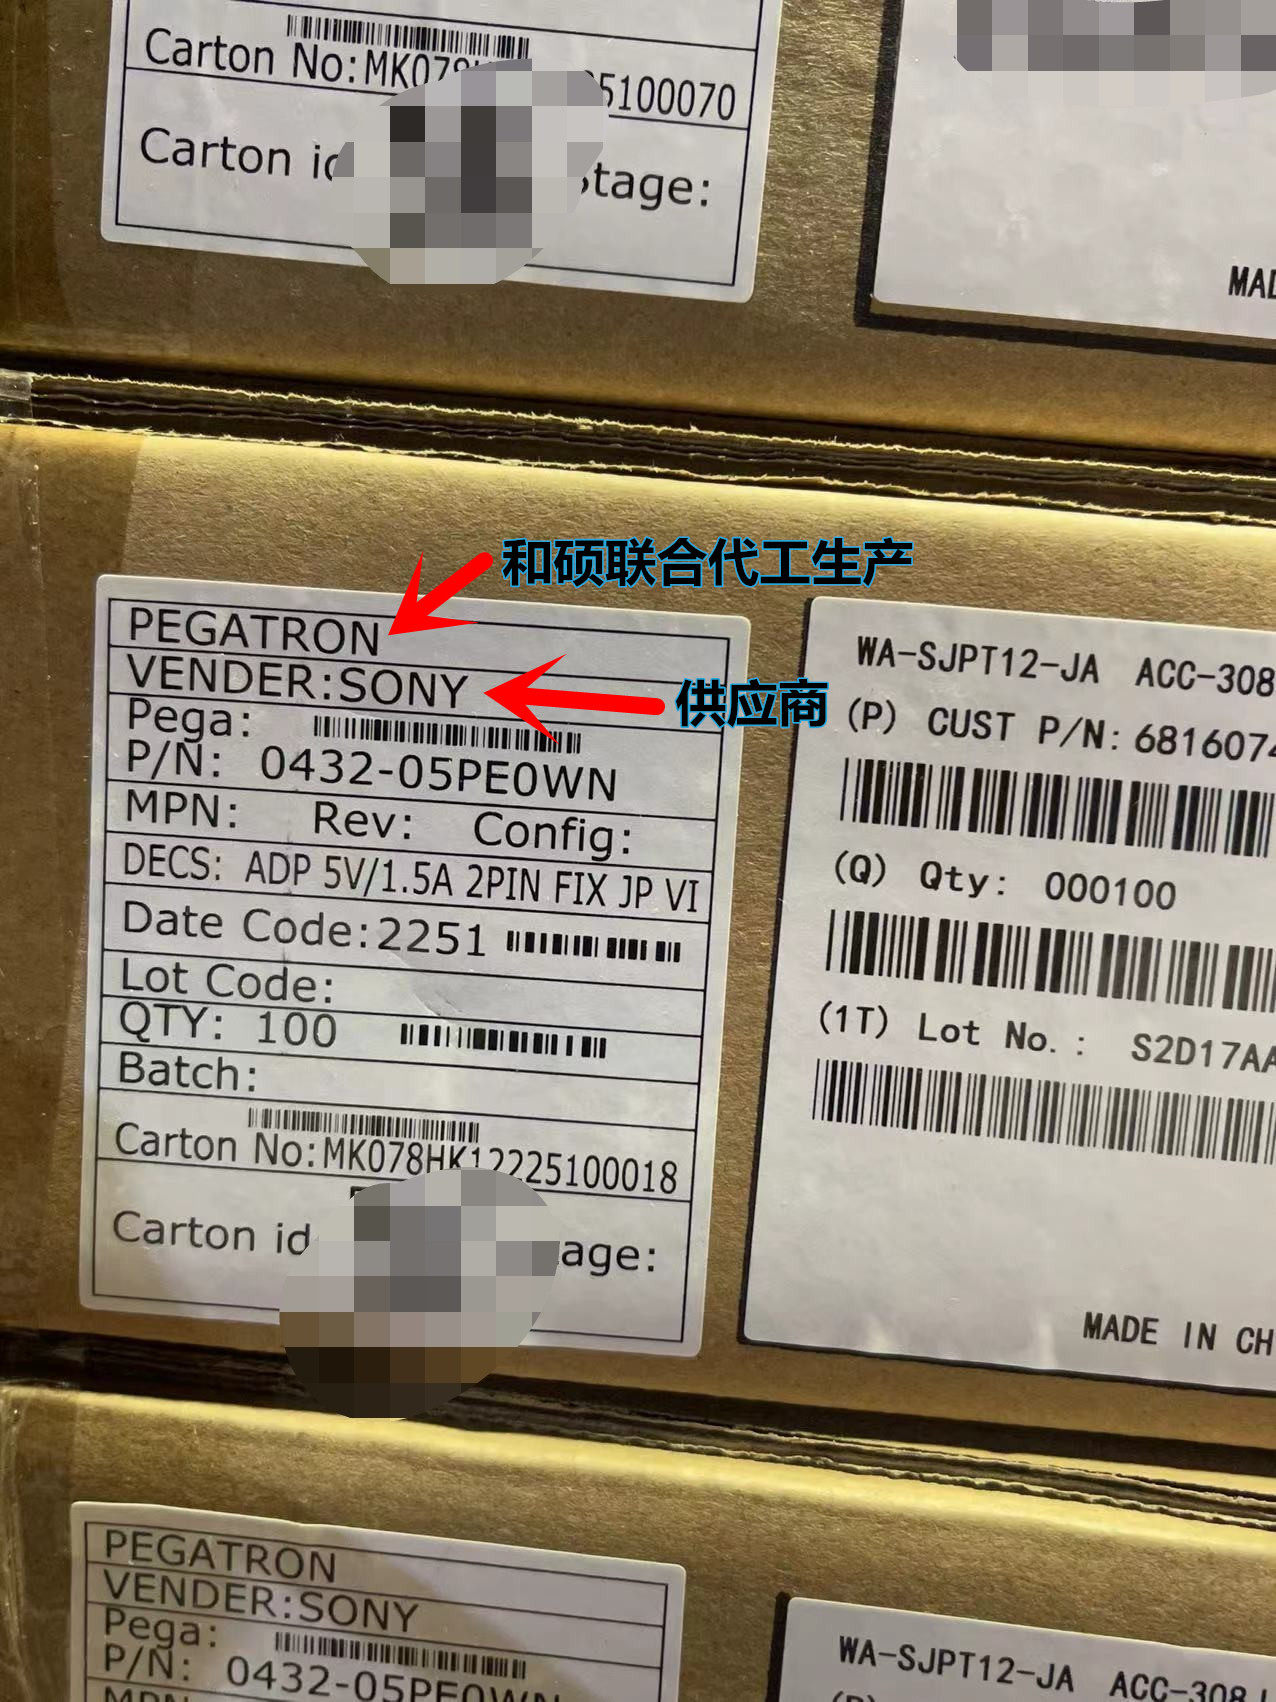 Carton No:MK078 5100070
Carton id tage:
MAD
和硕联合代工生产
PEGATRON
VENDER:SONY
供应商
Pega:
P/N: 0432-05PE0WN
MPN: Rev: Config:
DECS: ADP 5V/1.5A 2PIN FIX JP VI
Date Code:2251
Lot Code:
QTY: 100
Batch:
Carton No:MK078HK12225100018
Carton id age:
WA-SJPT12-JA ACC-308
(P) CUST P/N:6816074
(Q) Qty: 000100
(1T) Lot No.: S2D17AA
MADE IN CH
PEGATRON
VENDER:SONY
Pega:
P/N: 0432-05PE0WN
MPN
WA-SJPT12-JA ACC-308